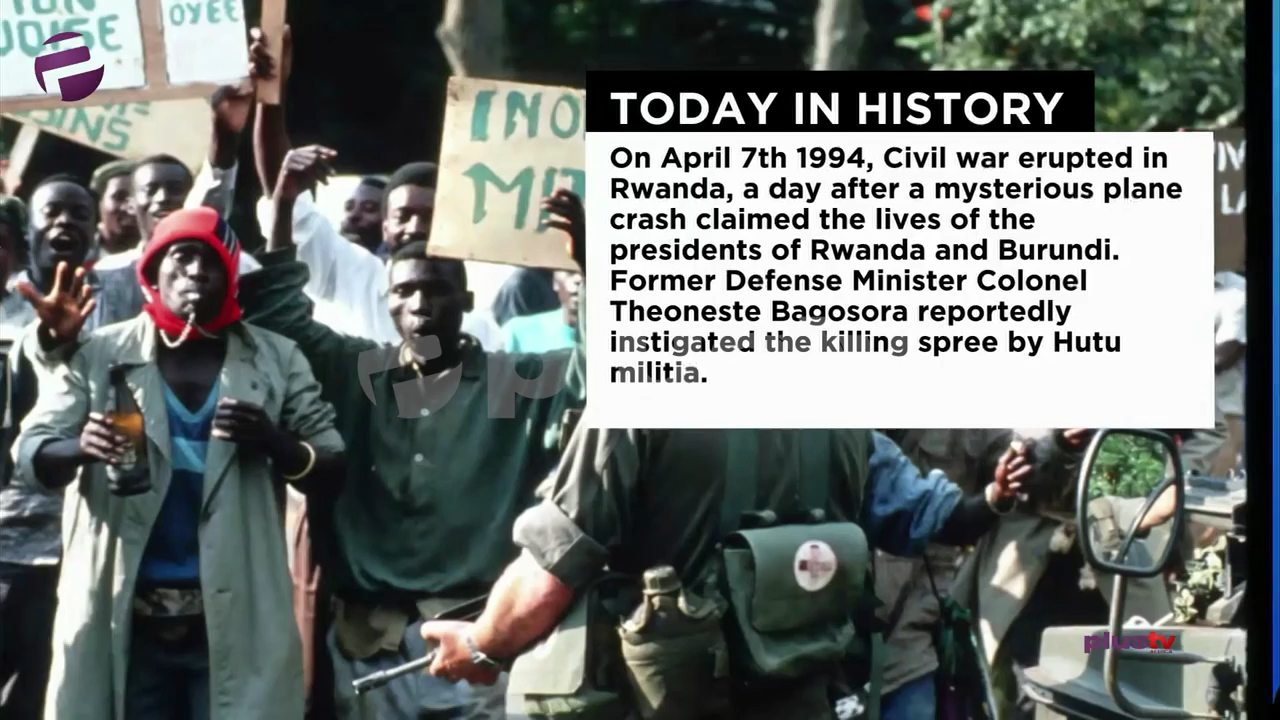 OYEE
TODAY IN HISTORY
On April 7th 1994, Civil war erupted in
Rwanda, a day after a mysterious plane
crash claimed the lives of the
presidents of Rwanda and Burundi.
Former Defense Minister Colonel
Theoneste Bagosora reportedly
instigated the killing spree by Hutu
militia.
plustv